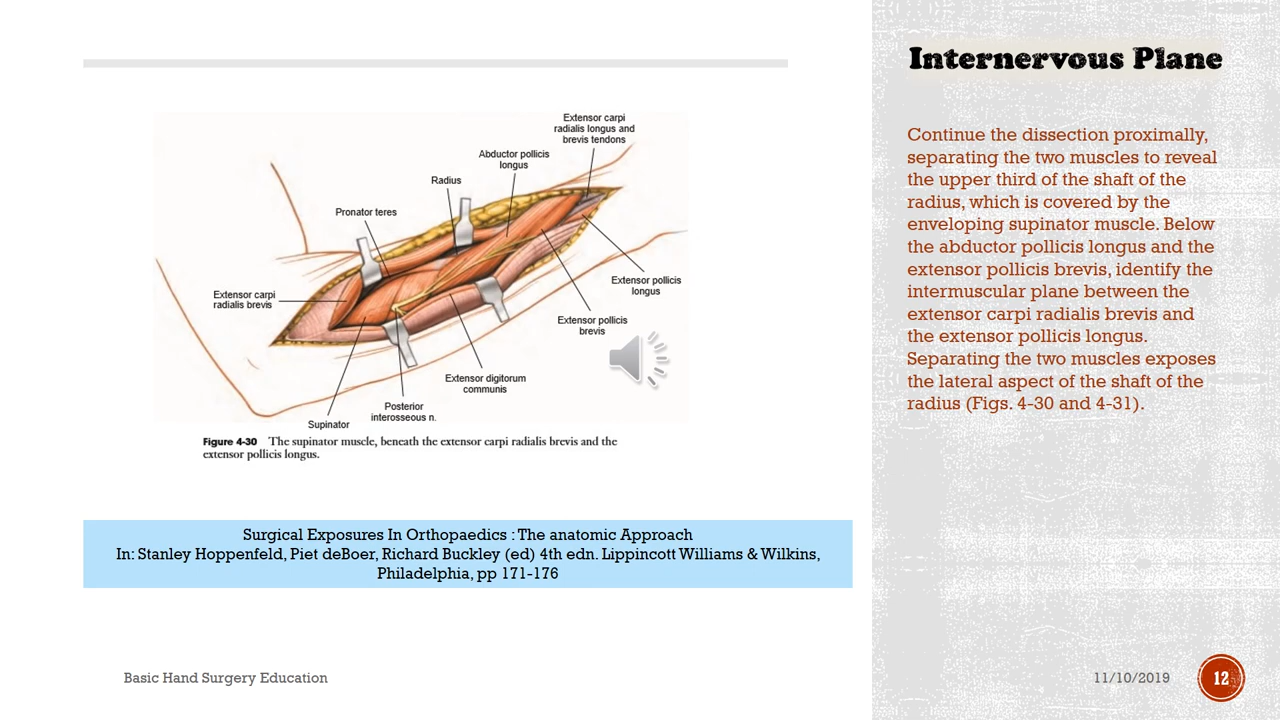 Internervous Plane
Extensor carpi
radialis longus and
brevis tendons
Abductor pollicis
longus
Radius
Pronator teres
Extensor carpi
radialis brevis
Extensor pollicis
longus
Extensor pollicis
brevis
Extensor digitorum
communis
Posterior
interosseous n.
Supinator
Figure 4-30 The supinator muscle, beneath the extensor carpi radialis brevis and the
extensor pollicis longus.
Surgical Exposures In Orthopaedics : The anatomic Approach
In: Stanley Hoppenfeld, Piet deBoer, Richard Buckley (ed) 4th edn. Lippincott Williams & Wilkins,
Philadelphia, pp 171-176
Continue the dissection proximally,
separating the two muscles to reveal
the upper third of the shaft of the
radius, which is covered by the
enveloping supinator muscle. Below
the abductor pollicis longus and the
extensor pollicis brevis, identify the
intermuscular plane between the
extensor carpi radialis brevis and
the extensor pollicis longus.
Separating the two muscles exposes
the lateral aspect of the shaft of the
radius (Figs. 4-30 and 4-31).
Basic Hand Surgery Education
11/10/2019
12